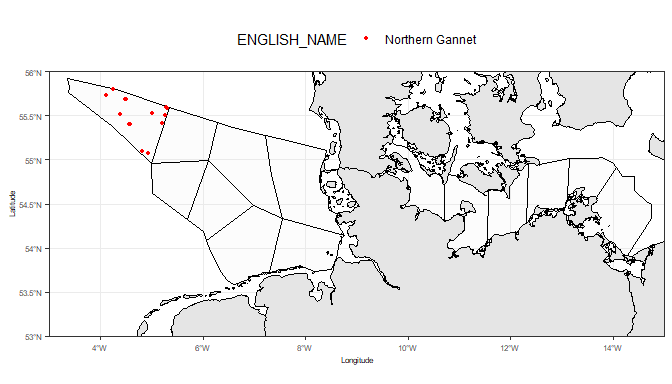 ENGLISH_NAME Northern Gannet
56°N
55.5°N
55°N
54.5°N
54°N
53.5°N
53°N
Latitude
4°W 6°W 8°W 10°W 12°W 14°W
Longitude